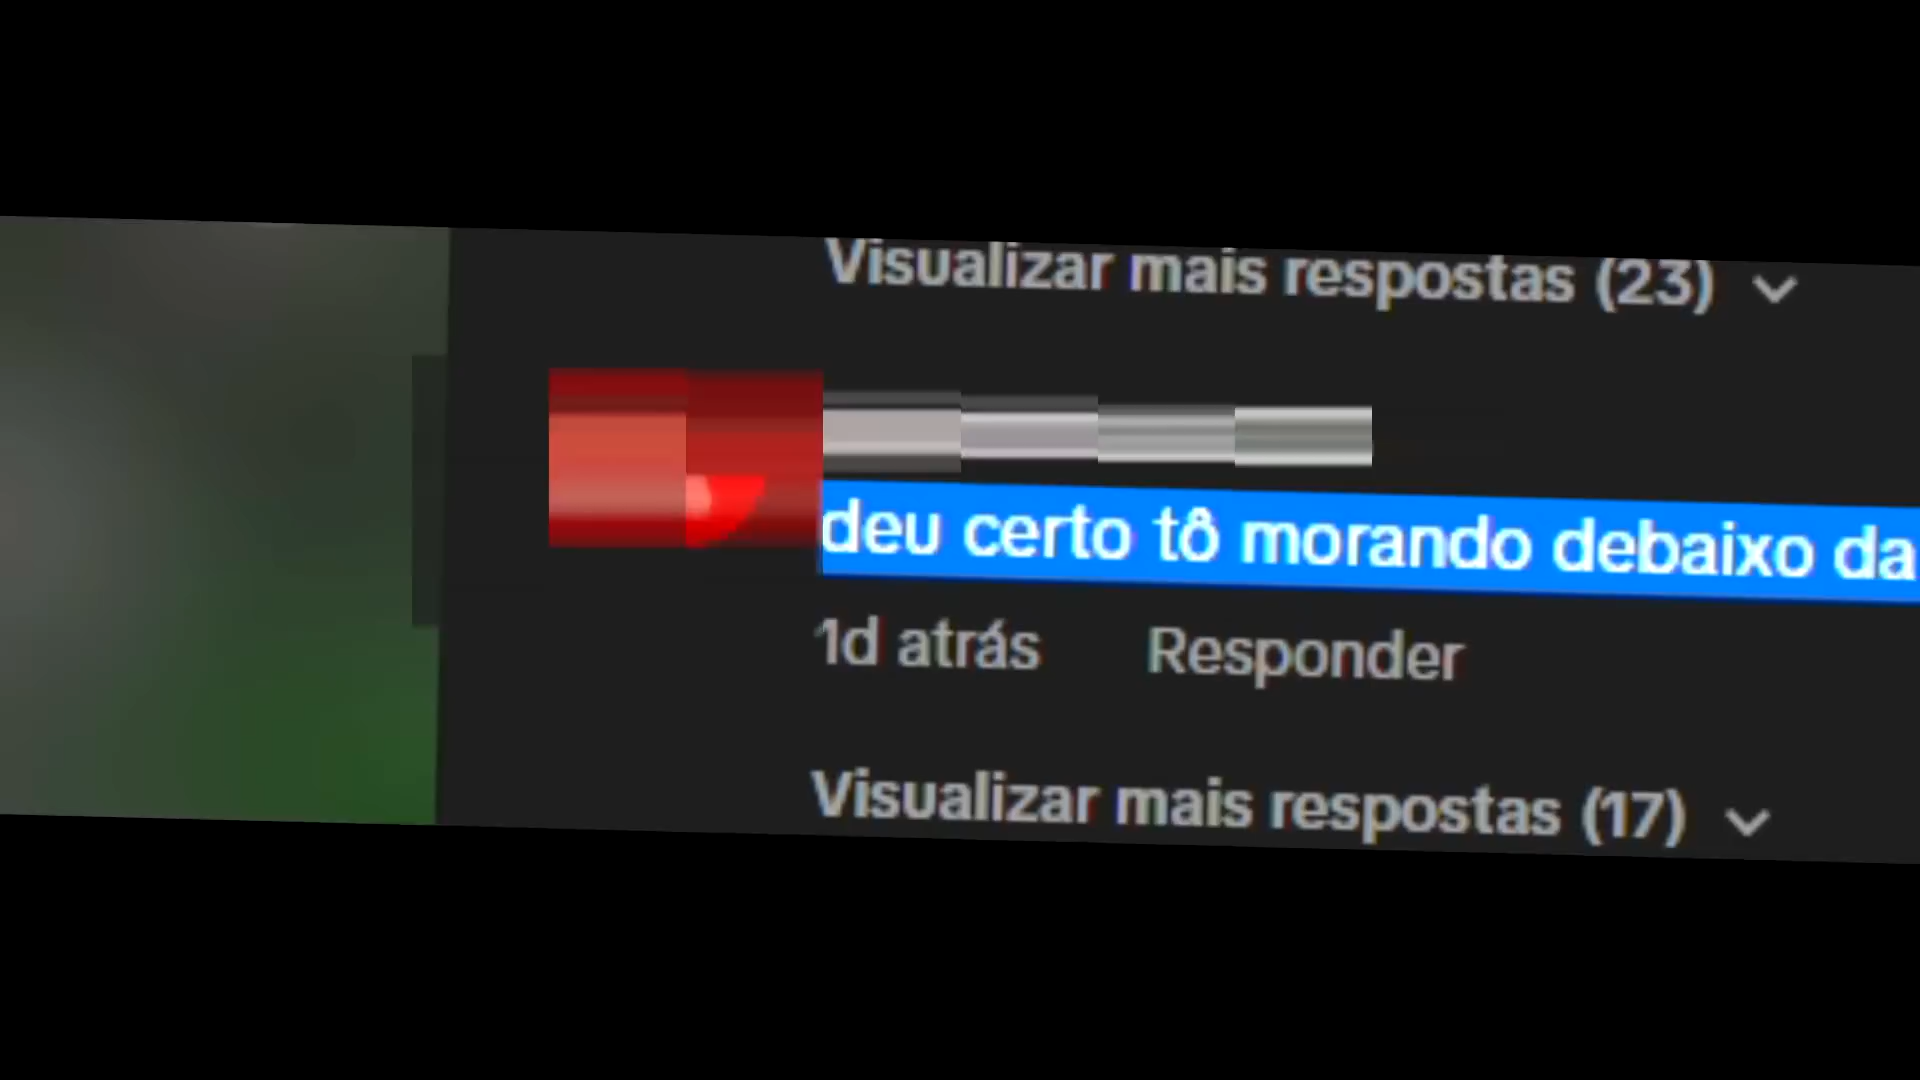 Visualizar mais respostas (23)
deu certo tô morando debaixo da
1d atrás Responder
Visualizar mais respostas (17)